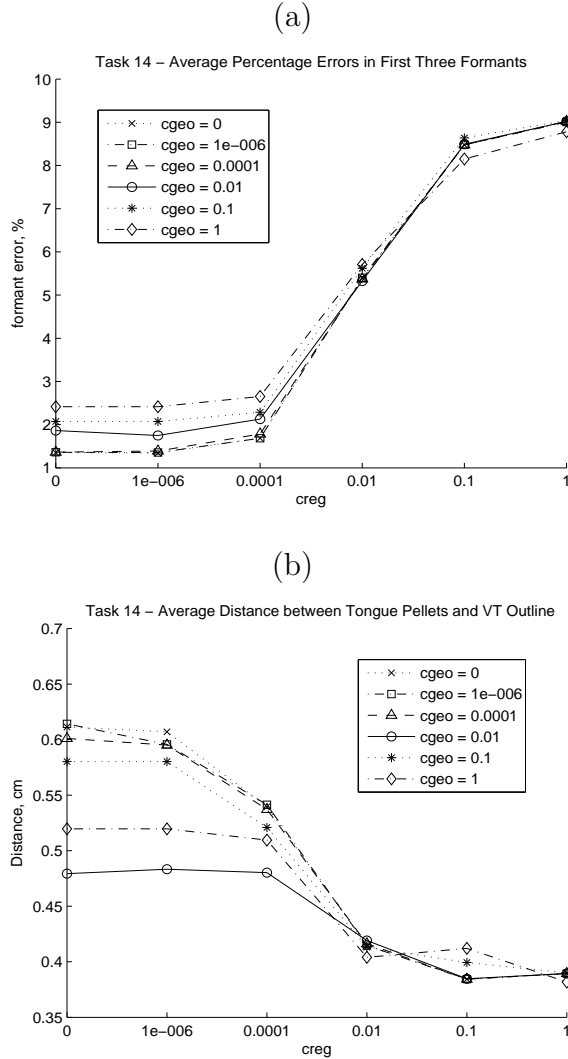 (a)
Task 14 − Average Percentage Errors in First Three Formants
10
9
8
7
6
5
4
3
2
1
formant error, %
cgeo = 0
cgeo = 1e−006
cgeo = 0.0001
cgeo = 0.01
cgeo = 0.1
cgeo = 1
0 1e−006 0.0001 0.01 0.1 1
creg
(b)
Task 14 − Average Distance between Tongue Pellets and VT Outline
0.7
0.65
0.6
0.55
0.5
0.45
0.4
0.35
Distance, cm
cgeo = 0
cgeo = 1e−006
cgeo = 0.0001
cgeo = 0.01
cgeo = 0.1
cgeo = 1
0 1e−006 0.0001 0.01 0.1 1
creg